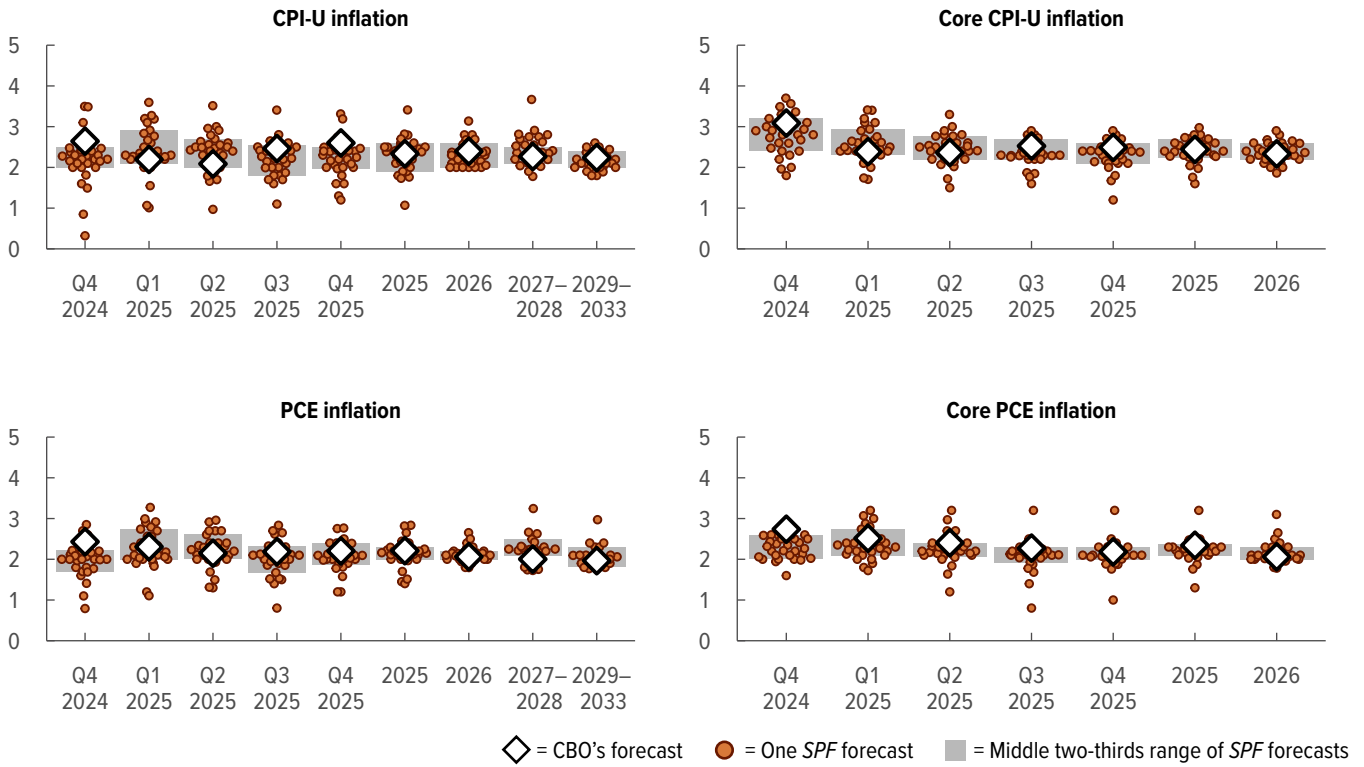 CPI-U inflation
5
4
3
2
1
0
Q4 Q1 Q2 Q3 Q4 2025 2026 2027– 2029–
2024 2025 2025 2025 2025 2028 2033
Core CPI-U inflation
5
4
3
2
1
0
Q4 Q1 Q2 Q3 Q4 2025 2026
2024 2025 2025 2025 2025
PCE inflation
5
4
3
2
1
0
Q4 Q1 Q2 Q3 Q4 2025 2026 2027– 2029–
2024 2025 2025 2025 2025 2028 2033
Core PCE inflation
5
4
3
2
1
0
Q4 Q1 Q2 Q3 Q4 2025 2026
2024 2025 2025 2025 2025
= CBO's forecast = One SPF forecast = Middle two-thirds range of SPF forecasts